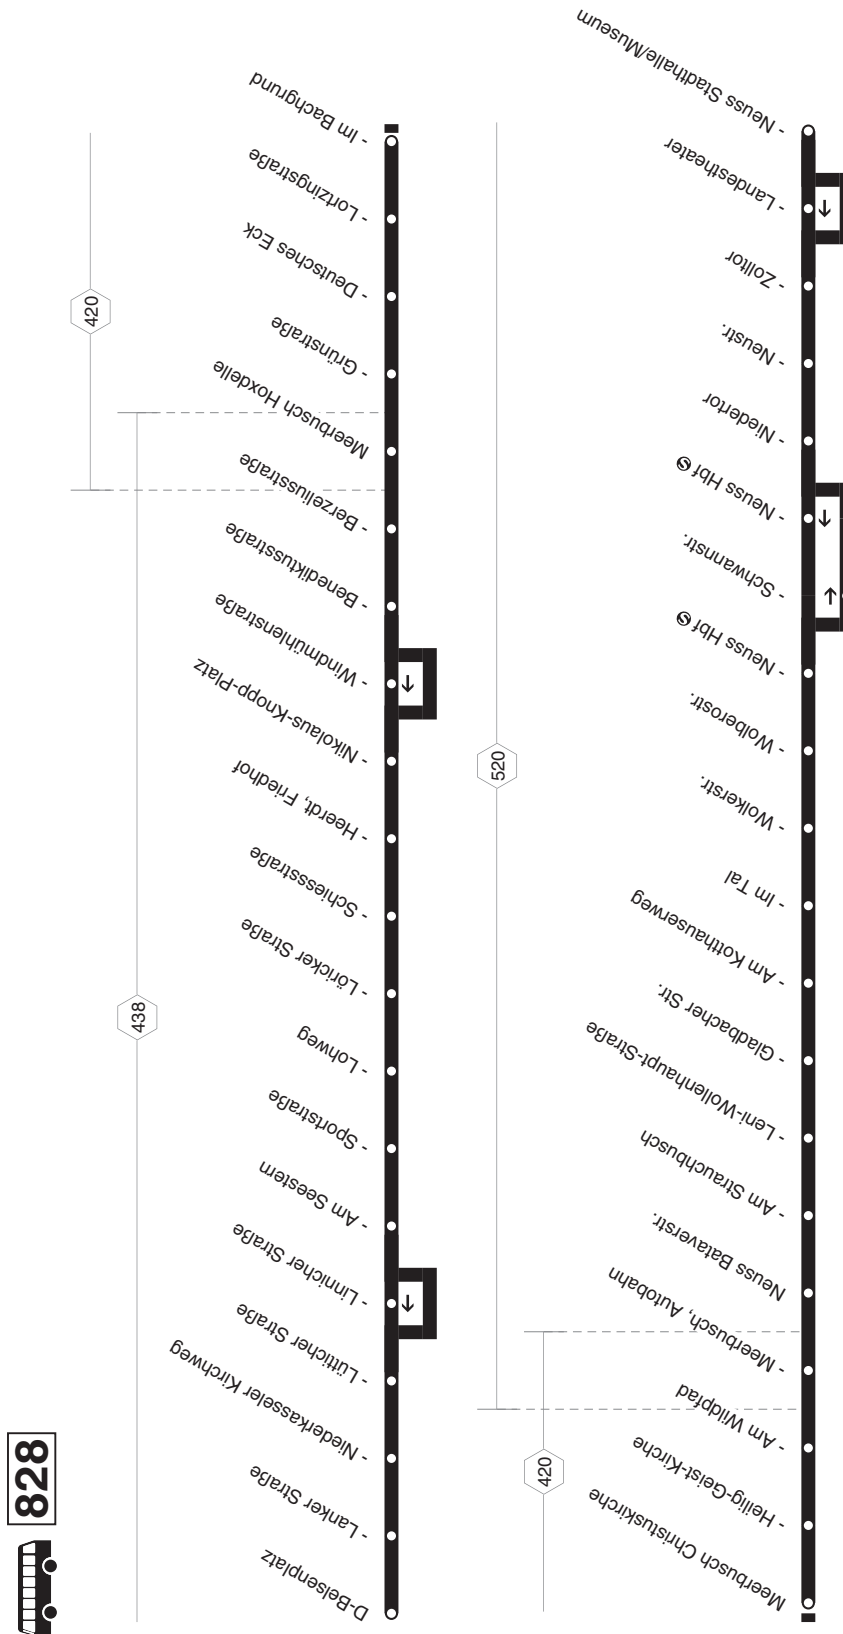 828
D-Belsenplatz
- Lanker Straße
- Niederkasseler Kirchweg
- Lütticher Straße
- Linnicher Straße
- Am Seestern
- Sportstraße
- Lohweg
- Löricker Straße
- Schiessstraße
- Heerdt, Friedhof
- Nikolaus-Knopp-Platz
- Windmühlenstraße
- Benediktusstraße
- Berzeliusstraße
Meerbusch Hoxdelle
- Grünstraße
- Deutsches Eck
- Lortzingstraße
- Im Bachgrund
438
420
Meerbusch Christuskirche
- Heilig-Geist-Kirche
- Am Wildpfad
- Meerbusch, Autobahn
Neuss Bataverstr.
- Am Strauchbusch
- Leni-Wollenhaupt-Straße
- Gladbacher Str.
- Am Kotthauserweg
- Im Tal
- Wolkerstr.
- Wolberostr.
- Neuss Hbf S
- Schwannstr.
- Neuss Hbf S
- Niedertor
- Neustr.
- Zolltor
- Landestheater
- Neuss Stadthalle/Museum
420
520